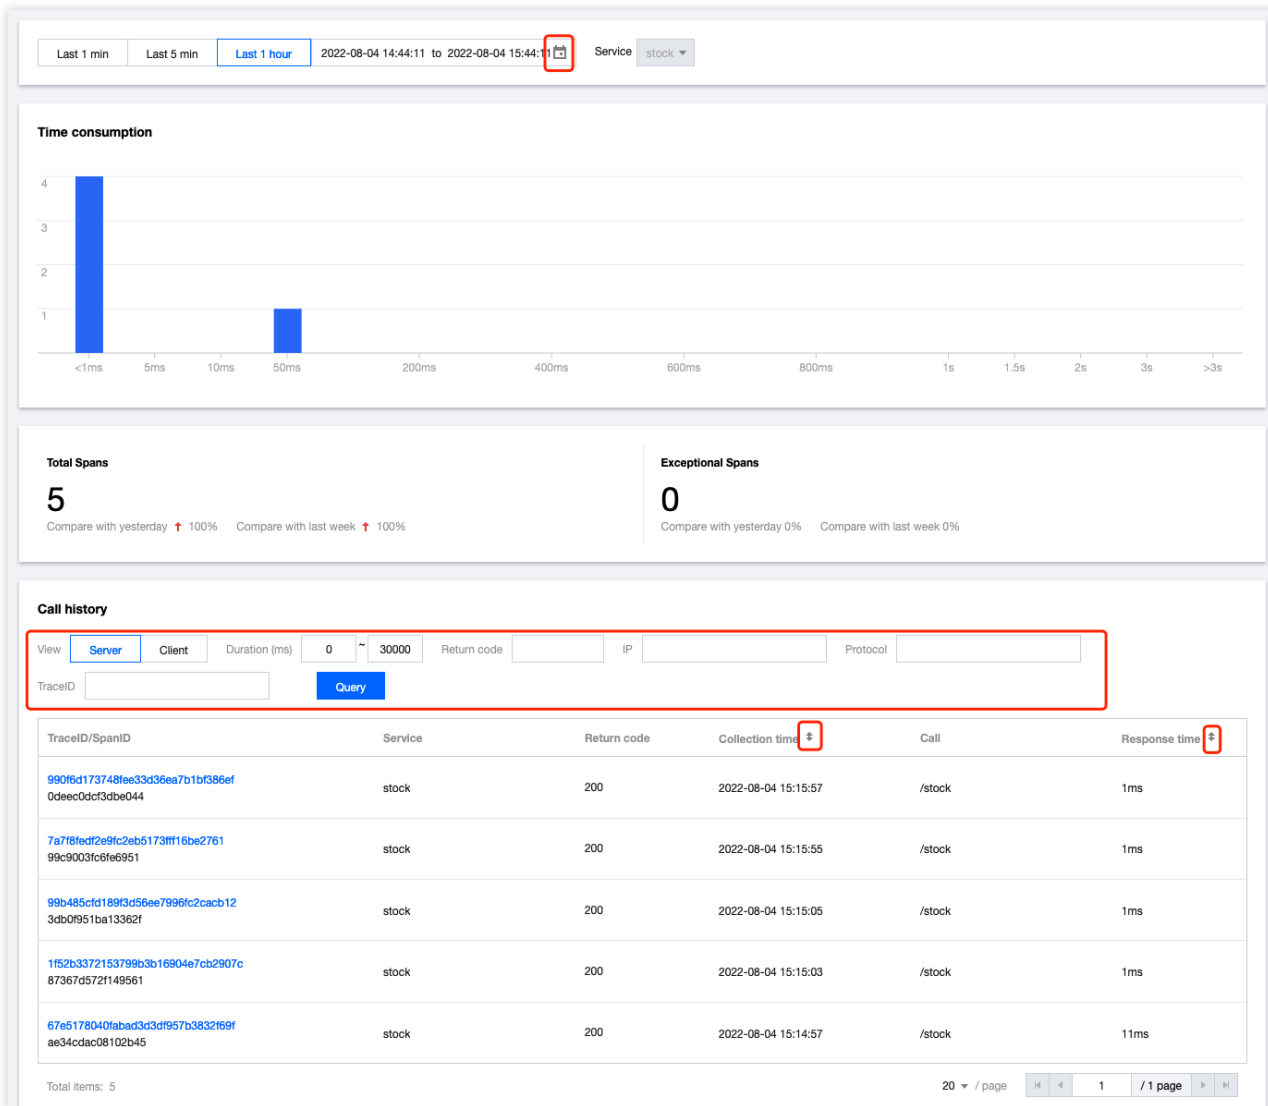 Last 1 min Last 5 min Last 1 hour 2022-08-04 14:44:11 to 2022-08-04 15:44:11 Service stock
Time consumption
4
3
2
1
<1ms 5ms 10ms 50ms 200ms 400ms 600ms 800ms 1s 1.5s 2s 3s >3s
Total Spans Exceptional Spans
5 0
Compare with yesterday ↑ 100% Compare with last week ↑ 100% Compare with yesterday 0% Compare with last week 0%
Call history
View Server Client Duration (ms) 0 ~ 30000 Return code IP Protocol
TraceID Query
TraceID/SpanID Service Return code Collection time Call Response time
990f6d173748fee33d36ea7b1bf386ef
0deec0dcf3dbe044 stock 200 2022-08-04 15:15:57 /stock 1ms
7a7f8fedf2e9fc2eb5173fff16be2761
99c9003fc6fe6951 stock 200 2022-08-04 15:15:55 /stock 1ms
99b485cfd189f3d56ee7996fc2cacb12
3db0f951ba13362f stock 200 2022-08-04 15:15:05 /stock 1ms
1f52b3372153799b3b16904e7cb2907c
87367d572f149561 stock 200 2022-08-04 15:15:03 /stock 1ms
67e5178040fabad3d3df957b3832f69f
ae34cdac08102b45 stock 200 2022-08-04 15:14:57 /stock 11ms
Total items: 5 20 / page 1 / 1 page